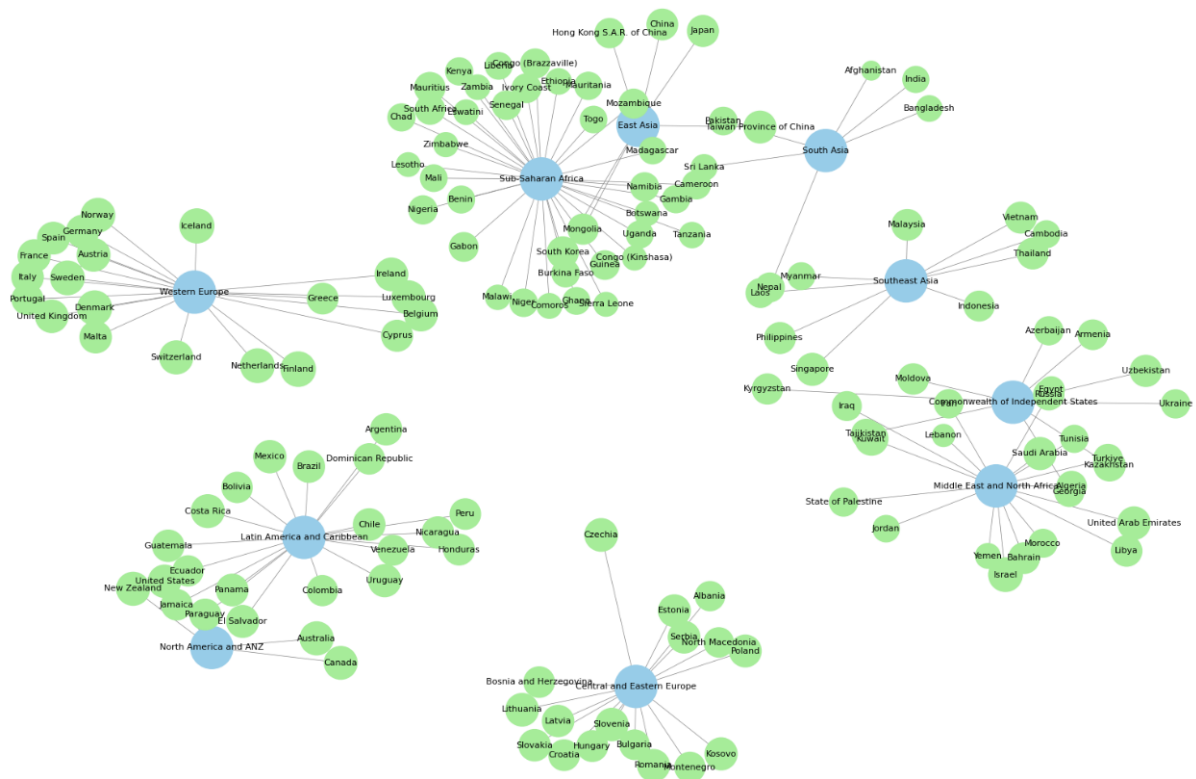 China
Hong Kong S.A.R. of China
Japan
Congo (Brazzaville)
Liberia
Kenya
Afghanistan
India
Ethiopia
Mauritania
Zambia
Ivory Coast
Mauritius
Senegal
Mozambique
South Africa
Eswatini
Bangladesh
Chad
Togo
Pakistan
East Asia
Taiwan Province of China
Zimbabwe
Madagascar
South Asia
Lesotho
Sri Lanka
Mali
Sub-Saharan Africa
Namibia
Cameroon
Benin
Gambia
Nigeria
Botswana
Norway
Iceland
Mongolia
Uganda
Tanzania
Malaysia
Vietnam
Germany
Spain
Cambodia
Gabon
South Korea
France
Austria
Thailand
Congo (Kinshasa)
Guinea
Burkina Faso
Ireland
Italy
Sweden
Myanmar
Southeast Asia
Nepal
Laos
Western Europe
Malawi
Niger
Comoros
Ghana
Sierra Leone
Portugal
Greece
Luxembourg
Indonesia
Denmark
United Kingdom
Belgium
Malta
Cyprus
Philippines
Azerbaijan
Armenia
Switzerland
Netherlands
Finland
Singapore
Uzbekistan
Moldova
Kyrgyzstan
Egypt
Russia
Commonwealth of Independent States
Iran
Iraq
Ukraine
Argentina
Tajikistan
Kuwait
Lebanon
Tunisia
Mexico
Dominican Republic
Saudi Arabia
Turkiye
Brazil
Kazakhstan
Bolivia
Middle East and North Africa
Algeria
Georgia
State of Palestine
Costa Rica
Peru
Chile
Nicaragua
Jordan
United Arab Emirates
Czechia
Latin America and Caribbean
Guatemala
Venezuela
Honduras
Morocco
Libya
Yemen
Bahrain
Israel
Ecuador
United States
New Zealand
Panama
Colombia
Uruguay
Jamaica
Paraguay
El Salvador
Albania
Estonia
Serbia
North Macedonia
Poland
Australia
North America and ANZ
Canada
Bosnia and Herzegovina
Central and Eastern Europe
Lithuania
Latvia
Slovenia
Slovakia
Croatia
Hungary
Bulgaria
Kosovo
Romania
Montenegro